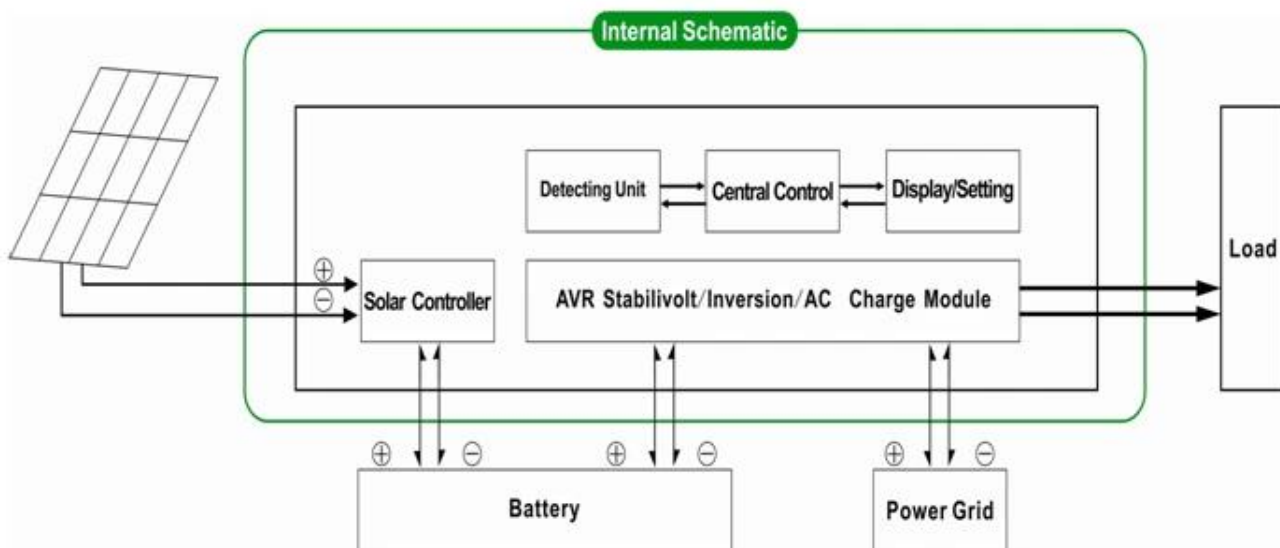 Internal Schematic
Detecting Unit
Central Control
Display/Setting
Load
⊕
⊖
Solar Controller
AVR Stabilivolt/Inversion/AC Charge Module
⊕ ⊖ ⊕ ⊖ ⊕ ⊖
Battery
Power Grid